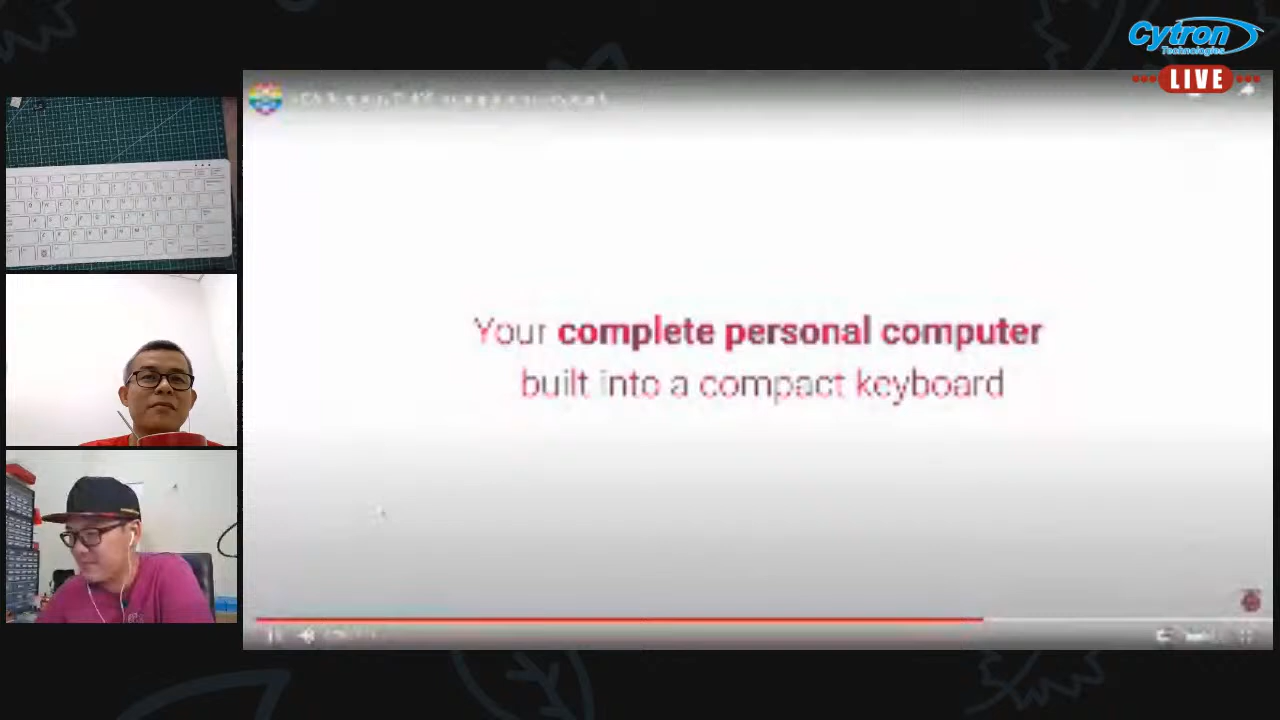 Cytron
Technologies
LIVE
Your complete personal computer
built into a compact keyboard